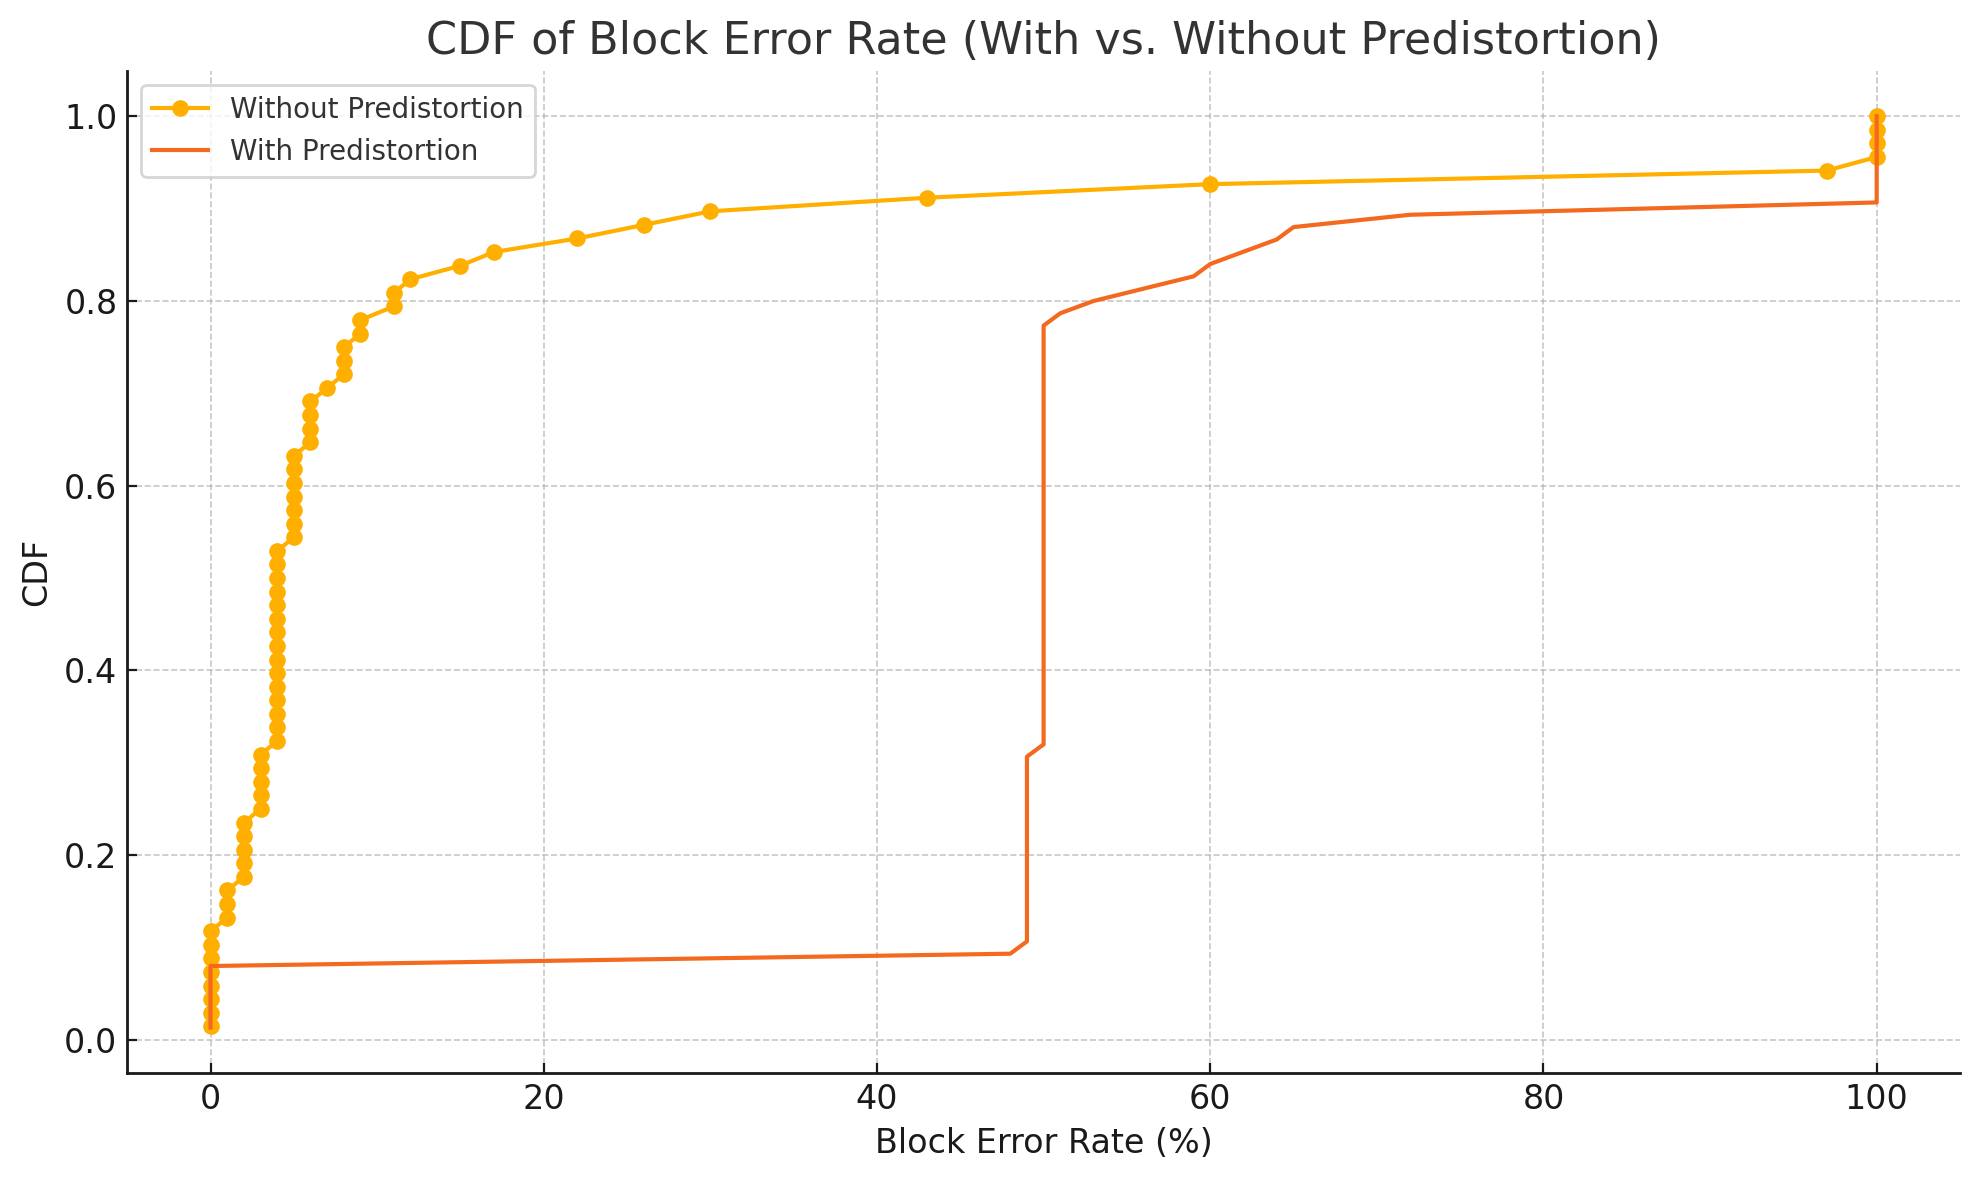 CDF of Block Error Rate (With vs. Without Predistortion)
Without Predistortion
With Predistortion
1.0
0.8
0.6
0.4
0.2
0.0
CDF
0 20 40 60 80 100
Block Error Rate (%)